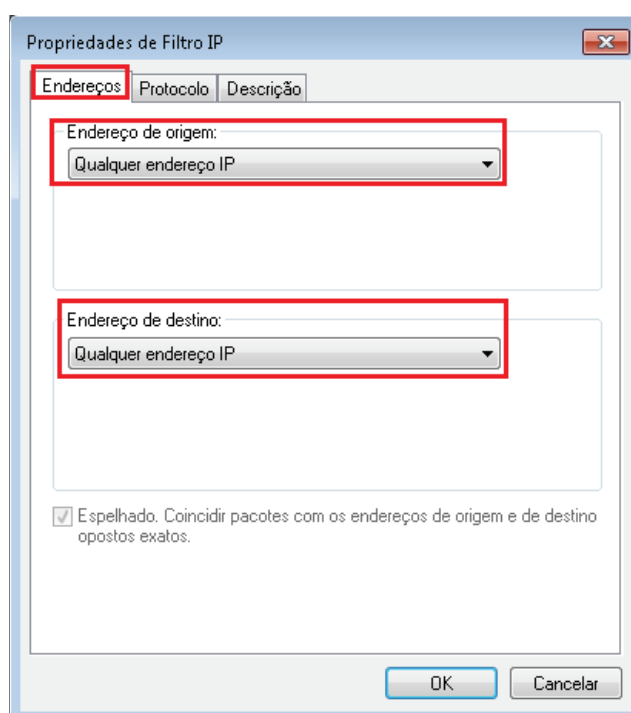 Propriedades de Filtro IP
Endereços Protocolo Descrição
Endereço de origem:
Qualquer endereço IP
Endereço de destino:
Qualquer endereço IP
Espelhado. Coincidir pacotes com os endereços de origem e de destino
opostos exatos.
OK Cancelar